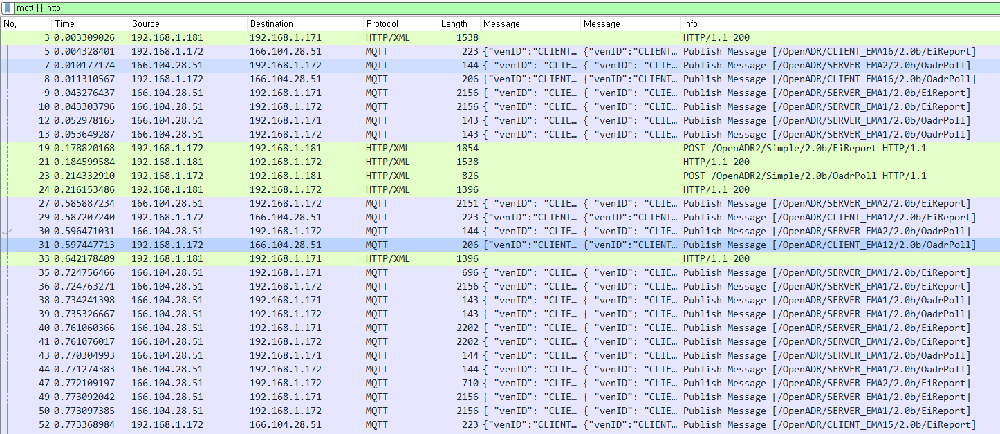 mqtt || http
No. Time Source Destination Protocol Length Message Message Info
3 0.003309026 192.168.1.181 192.168.1.171 HTTP/XML 1538 HTTP/1.1 200
5 0.004328401 192.168.1.172 166.104.28.51 MQTT 223 {"venID":"CLIENT… {"venID":"CLIENT… Publish Message [/OpenADR/CLIENT_EMA16/2.0b/EiReport]
7 0.010177174 166.104.28.51 192.168.1.172 MQTT 144 { "venID": "CLIE… { "venID": "CLIE… Publish Message [/OpenADR/SERVER_EMA2/2.0b/OadrPoll]
8 0.011310567 192.168.1.172 166.104.28.51 MQTT 206 {"venID":"CLIENT… {"venID":"CLIENT… Publish Message [/OpenADR/CLIENT_EMA16/2.0b/OadrPoll]
9 0.043276437 166.104.28.51 192.168.1.171 MQTT 2156 { "venID": "CLIE… { "venID": "CLIE… Publish Message [/OpenADR/SERVER_EMA1/2.0b/EiReport]
10 0.043303796 166.104.28.51 192.168.1.172 MQTT 2156 { "venID": "CLIE… { "venID": "CLIE… Publish Message [/OpenADR/SERVER_EMA1/2.0b/EiReport]
12 0.052978165 166.104.28.51 192.168.1.171 MQTT 143 { "venID": "CLIE… { "venID": "CLIE… Publish Message [/OpenADR/SERVER_EMA1/2.0b/OadrPoll]
13 0.053649287 166.104.28.51 192.168.1.172 MQTT 143 { "venID": "CLIE… { "venID": "CLIE… Publish Message [/OpenADR/SERVER_EMA1/2.0b/OadrPoll]
19 0.178820168 192.168.1.172 192.168.1.181 HTTP/XML 1854 POST /OpenADR2/Simple/2.0b/EiReport HTTP/1.1
21 0.184599584 192.168.1.181 192.168.1.172 HTTP/XML 1538 HTTP/1.1 200
23 0.214332910 192.168.1.172 192.168.1.181 HTTP/XML 826 POST /OpenADR2/Simple/2.0b/OadrPoll HTTP/1.1
24 0.216153486 192.168.1.181 192.168.1.172 HTTP/XML 1396 HTTP/1.1 200
27 0.585887234 166.104.28.51 192.168.1.172 MQTT 2151 { "venID": "CLIE… { "venID": "CLIE… Publish Message [/OpenADR/SERVER_EMA2/2.0b/EiReport]
29 0.587207240 192.168.1.172 166.104.28.51 MQTT 223 {"venID":"CLIENT… {"venID":"CLIENT… Publish Message [/OpenADR/CLIENT_EMA12/2.0b/EiReport]
30 0.596471031 166.104.28.51 192.168.1.172 MQTT 144 { "venID": "CLIE… { "venID": "CLIE… Publish Message [/OpenADR/SERVER_EMA2/2.0b/OadrPoll]
31 0.597447713 192.168.1.172 166.104.28.51 MQTT 206 {"venID":"CLIENT… {"venID":"CLIENT… Publish Message [/OpenADR/CLIENT_EMA12/2.0b/OadrPoll]
33 0.642178409 192.168.1.181 192.168.1.171 HTTP/XML 1396 HTTP/1.1 200
35 0.724756466 166.104.28.51 192.168.1.171 MQTT 696 { "venID": "CLIE… { "venID": "CLIE… Publish Message [/OpenADR/SERVER_EMA1/2.0b/EiReport]
36 0.724763271 166.104.28.51 192.168.1.172 MQTT 2156 { "venID": "CLIE… { "venID": "CLIE… Publish Message [/OpenADR/SERVER_EMA1/2.0b/EiReport]
38 0.734241398 166.104.28.51 192.168.1.171 MQTT 143 { "venID": "CLIE… { "venID": "CLIE… Publish Message [/OpenADR/SERVER_EMA1/2.0b/OadrPoll]
39 0.735326667 166.104.28.51 192.168.1.172 MQTT 143 { "venID": "CLIE… { "venID": "CLIE… Publish Message [/OpenADR/SERVER_EMA1/2.0b/OadrPoll]
40 0.761060366 166.104.28.51 192.168.1.171 MQTT 2202 { "venID": "CLIE… { "venID": "CLIE… Publish Message [/OpenADR/SERVER_EMA1/2.0b/EiReport]
41 0.761076017 166.104.28.51 192.168.1.172 MQTT 2202 { "venID": "CLIE… { "venID": "CLIE… Publish Message [/OpenADR/SERVER_EMA1/2.0b/EiReport]
43 0.770304993 166.104.28.51 192.168.1.171 MQTT 144 { "venID": "CLIE… { "venID": "CLIE… Publish Message [/OpenADR/SERVER_EMA1/2.0b/OadrPoll]
44 0.771274383 166.104.28.51 192.168.1.172 MQTT 144 { "venID": "CLIE… { "venID": "CLIE… Publish Message [/OpenADR/SERVER_EMA1/2.0b/OadrPoll]
47 0.772109197 166.104.28.51 192.168.1.172 MQTT 710 { "venID": "CLIE… { "venID": "CLIE… Publish Message [/OpenADR/SERVER_EMA2/2.0b/EiReport]
49 0.773092042 166.104.28.51 192.168.1.171 MQTT 2156 { "venID": "CLIE… { "venID": "CLIE… Publish Message [/OpenADR/SERVER_EMA1/2.0b/EiReport]
50 0.773097385 166.104.28.51 192.168.1.172 MQTT 2156 { "venID": "CLIE… { "venID": "CLIE… Publish Message [/OpenADR/SERVER_EMA1/2.0b/EiReport]
52 0.773368984 192.168.1.172 166.104.28.51 MQTT 223 {"venID":"CLIENT… {"venID":"CLIENT… Publish Message [/OpenADR/CLIENT_EMA15/2.0b/EiReport]